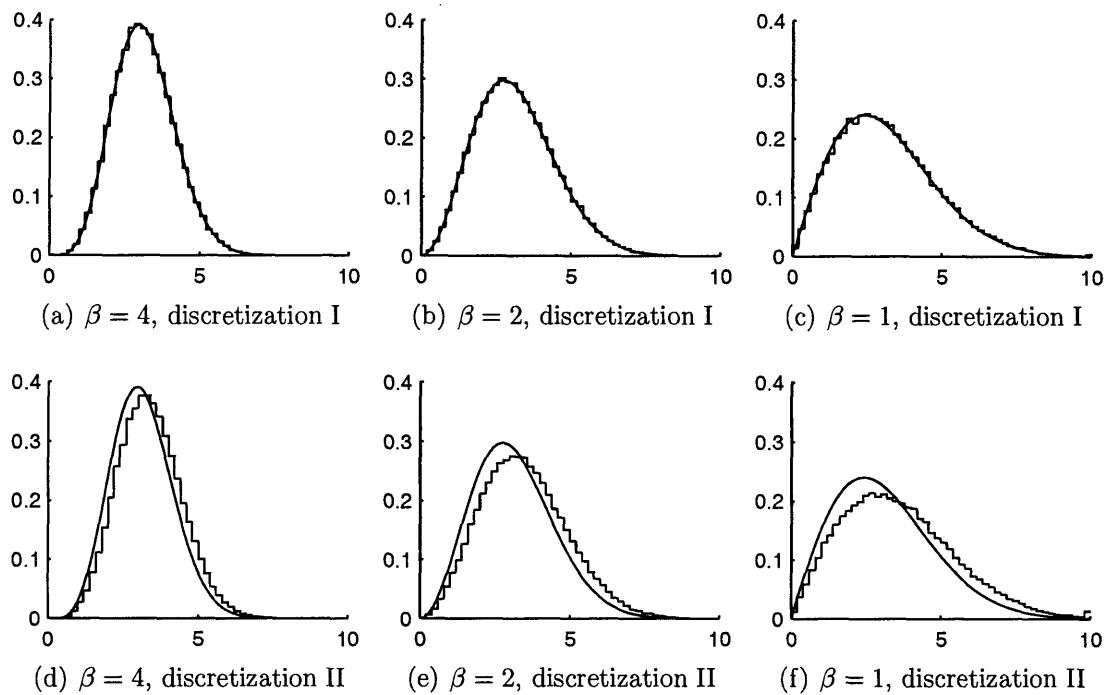 0.4 0.4 0.4
0.3 0.3 0.3
0.2 0.2 0.2
0.1 0.1 0.1
0 0 0
0 5 10 0 5 10 0 5 10
(a) β = 4, discretization I (b) β = 2, discretization I (c) β = 1, discretization I
0.4 0.4 0.4
0.3 0.3 0.3
0.2 0.2 0.2
0.1 0.1 0.1
0 0 0
0 5 10 0 5 10 0 5 10
(d) β = 4, discretization II (e) β = 2, discretization II (f) β = 1, discretization II